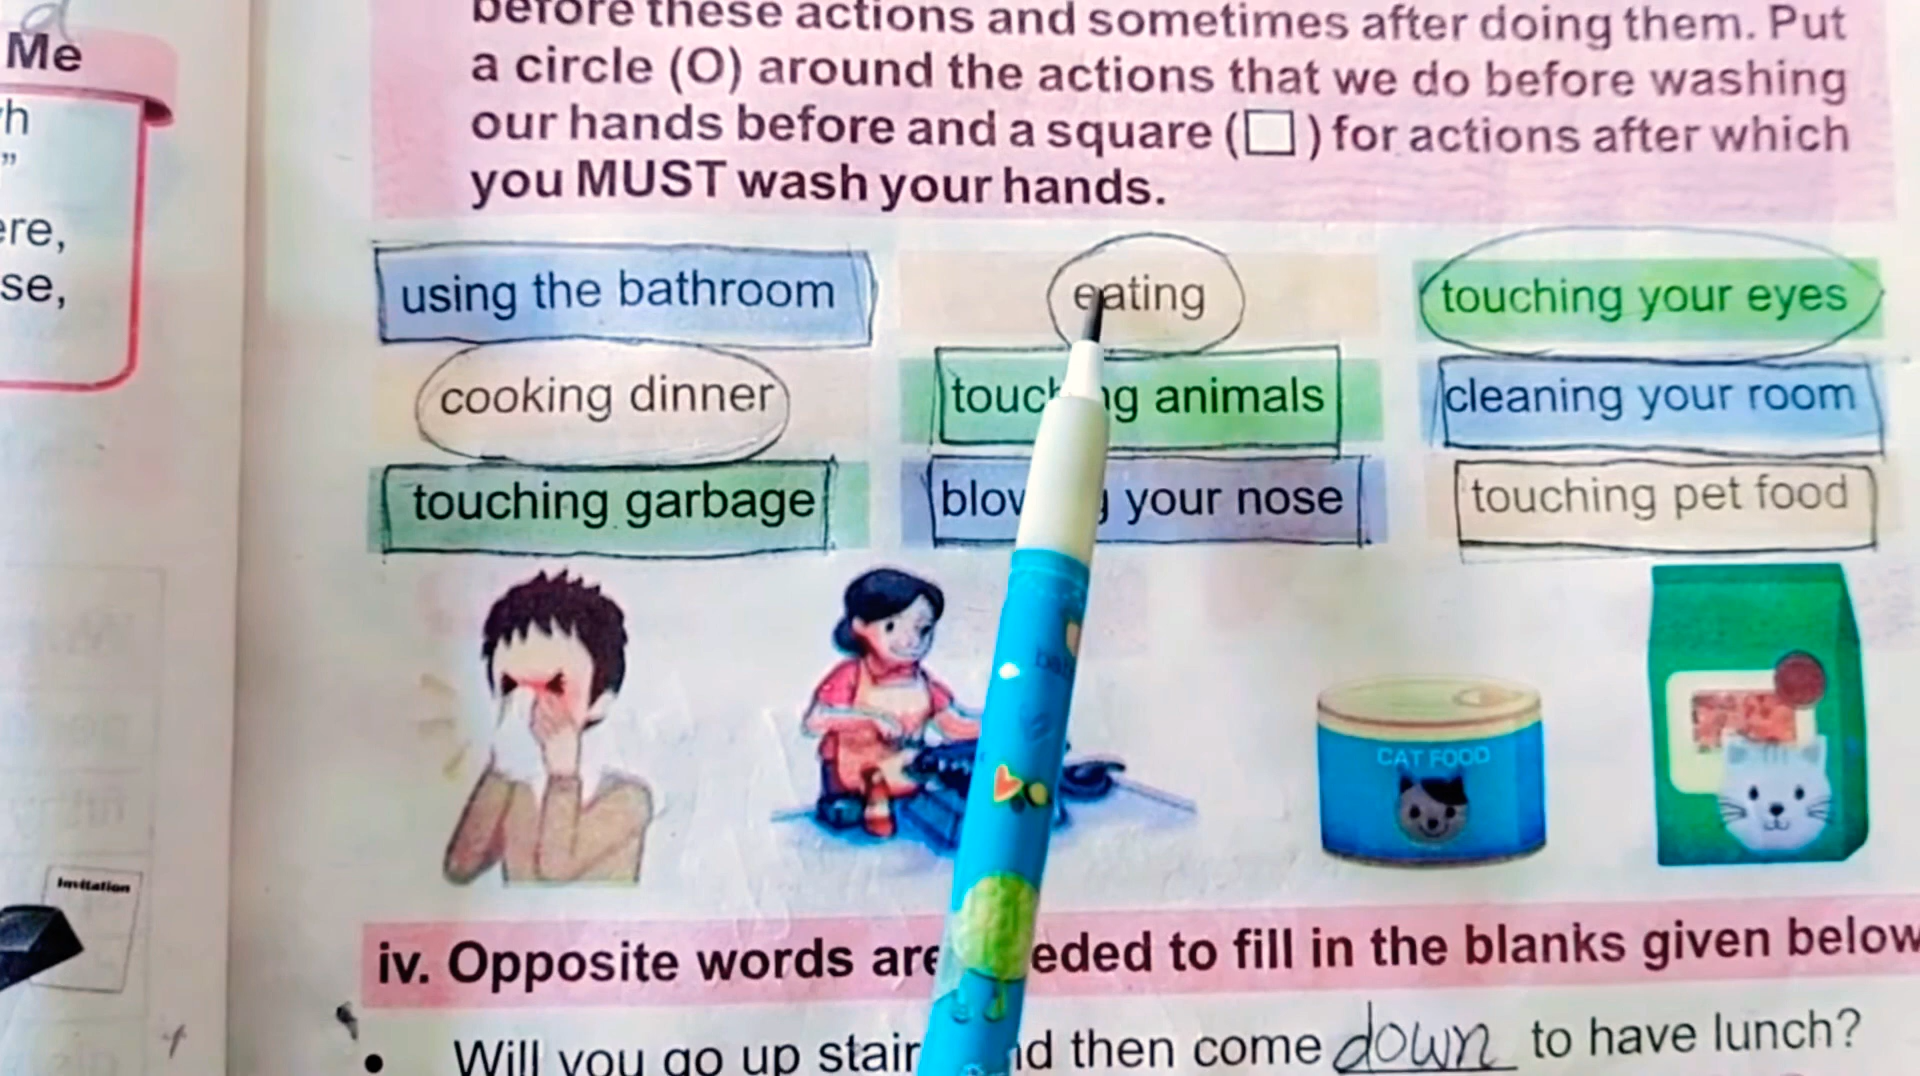 Me
before these actions and sometimes after doing them. Put
a circle (O) around the actions that we do before washing
our hands before and a square (□) for actions after which
you MUST wash your hands.
ere,
se,
using the bathroom
eating
touching your eyes
cooking dinner
animals
cleaning your room
touching garbage
your nose
touching pet food
CAT FOOD
Invitation
iv. Opposite words are to fill in the blanks given below
Will you go up then come down to have lunch?